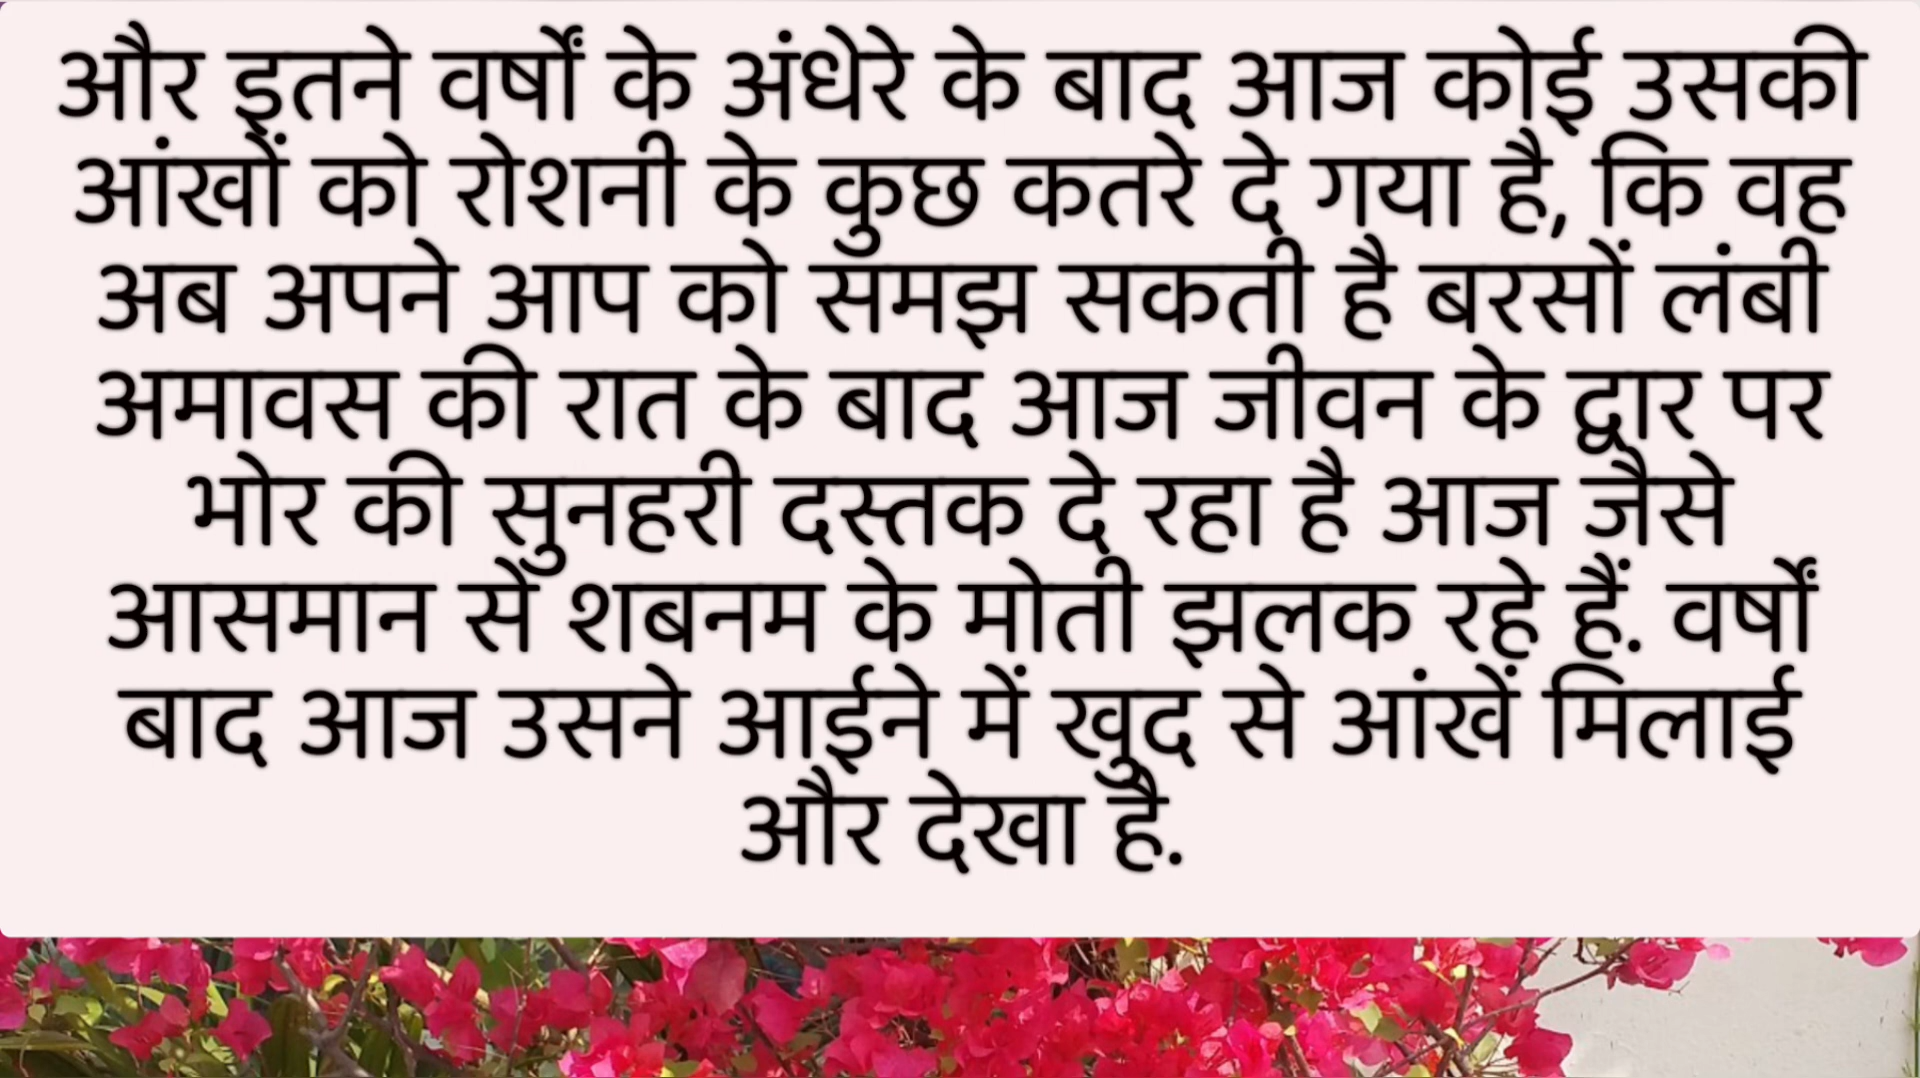 और इतने वर्षों के अंधेरे के बाद आज कोई उसकी
आंखों को रोशनी के कुछ कतरे दे गया है, कि वह
अब अपने आप को समझ सकती है बरसों लंबी
अमावस की रात के बाद आज जीवन के द्वार पर
भोर की सुनहरी दस्तक दे रहा है आज जैसे
आसमान से शबनम के मोती झलक रहे हैं. वर्षों
बाद आज उसने आईने में खुद से आंखें मिलाई
और देखा है.